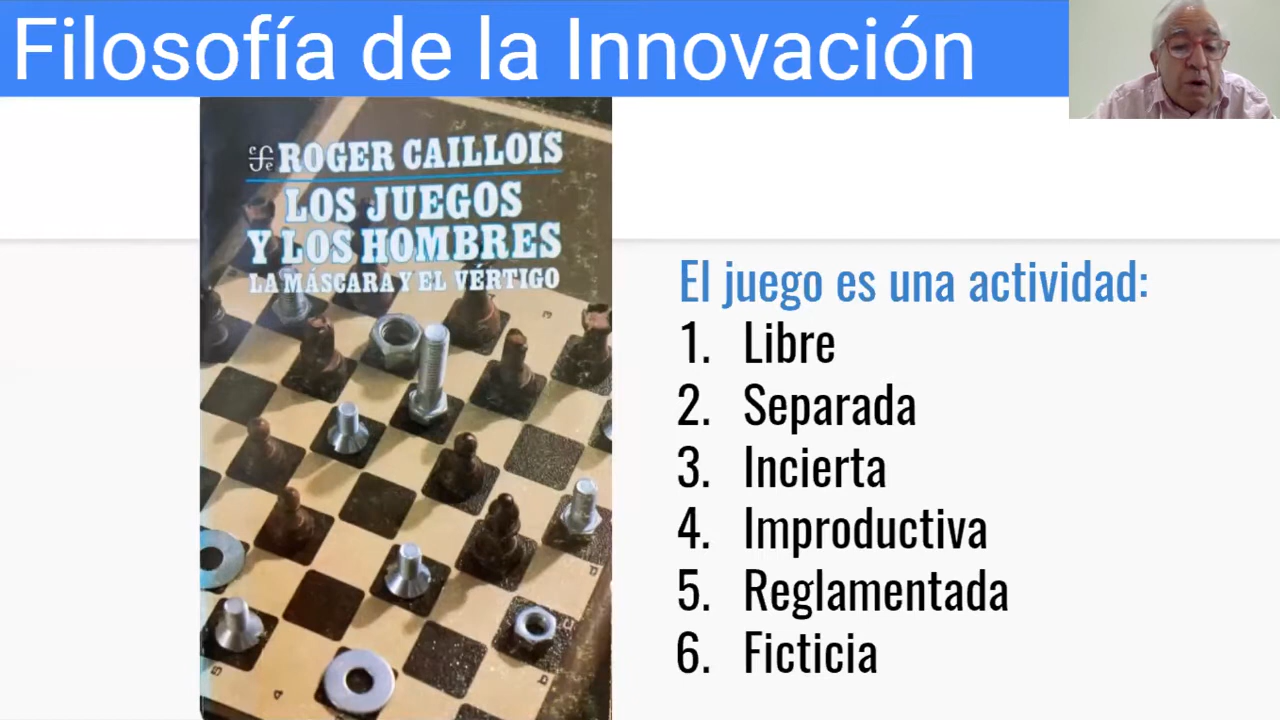 Filosofía de la Innovación
ROGER CAILLOIS
LOS JUEGOS
Y LOS HOMBRES
LA MÁSCARA Y EL VÉRTIGO
El juego es una actividad:
1. Libre
2. Separada
3. Incierta
4. Improductiva
5. Reglamentada
6. Ficticia